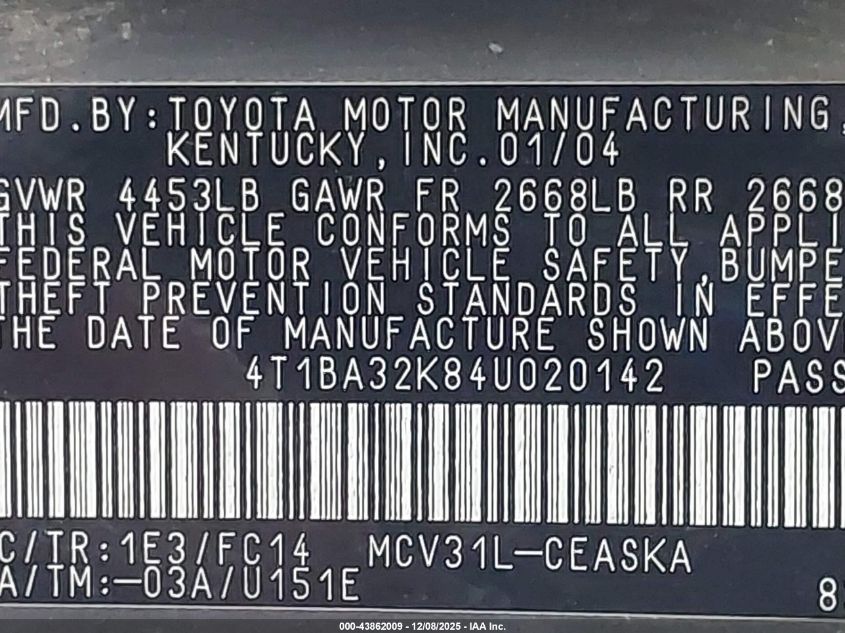 MFD.BY:TOYOTA MOTOR MANUFACTURING,
KENTUCKY,INC.01/04
GVWR 4453LB GAWR FR 2668LB RR 2668
THIS VEHICLE CONFORMS TO ALL APPLI
FEDERAL MOTOR VEHICLE SAFETY,BUMPE
THEFT PREVENTION STANDARDS IN EFFE
THE DATE OF MANUFACTURE SHOWN ABOV
4T1BA32K84U020142 PASS
C/TR:1E3/FC14 MCV31L-CEASKA
A/TM:-03A/U151E 8
000-43862009 - 12/08/2025 - IAA Inc.